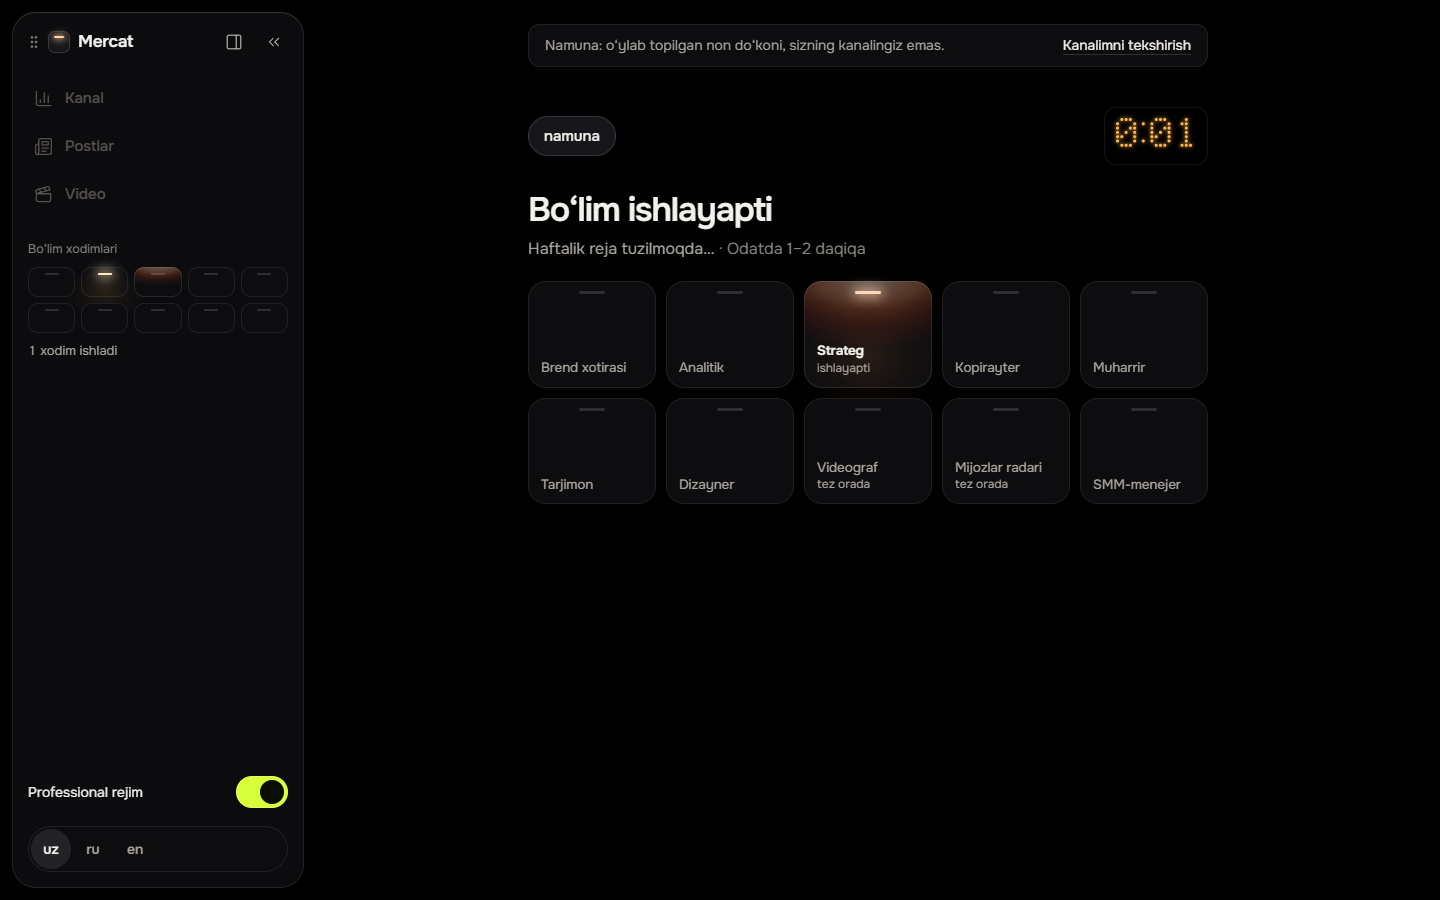 Mercat
Kanal
Postlar
Video
Bo‘lim xodimlari
1 xodim ishladi
Professional rejim
uz ru en
Namuna: o‘ylab topilgan non do‘koni, sizning kanalingiz emas. Kanalimni tekshirish
namuna
0:01
Bo‘lim ishlayapti
Haftalik reja tuzilmoqda... · Odatda 1–2 daqiqa
Brend xotirasi
Analitik
Strateg
ishlayapti
Kopirayter
Muharrir
Tarjimon
Dizayner
Videograf
tez orada
Mijozlar radari
tez orada
SMM-menejer